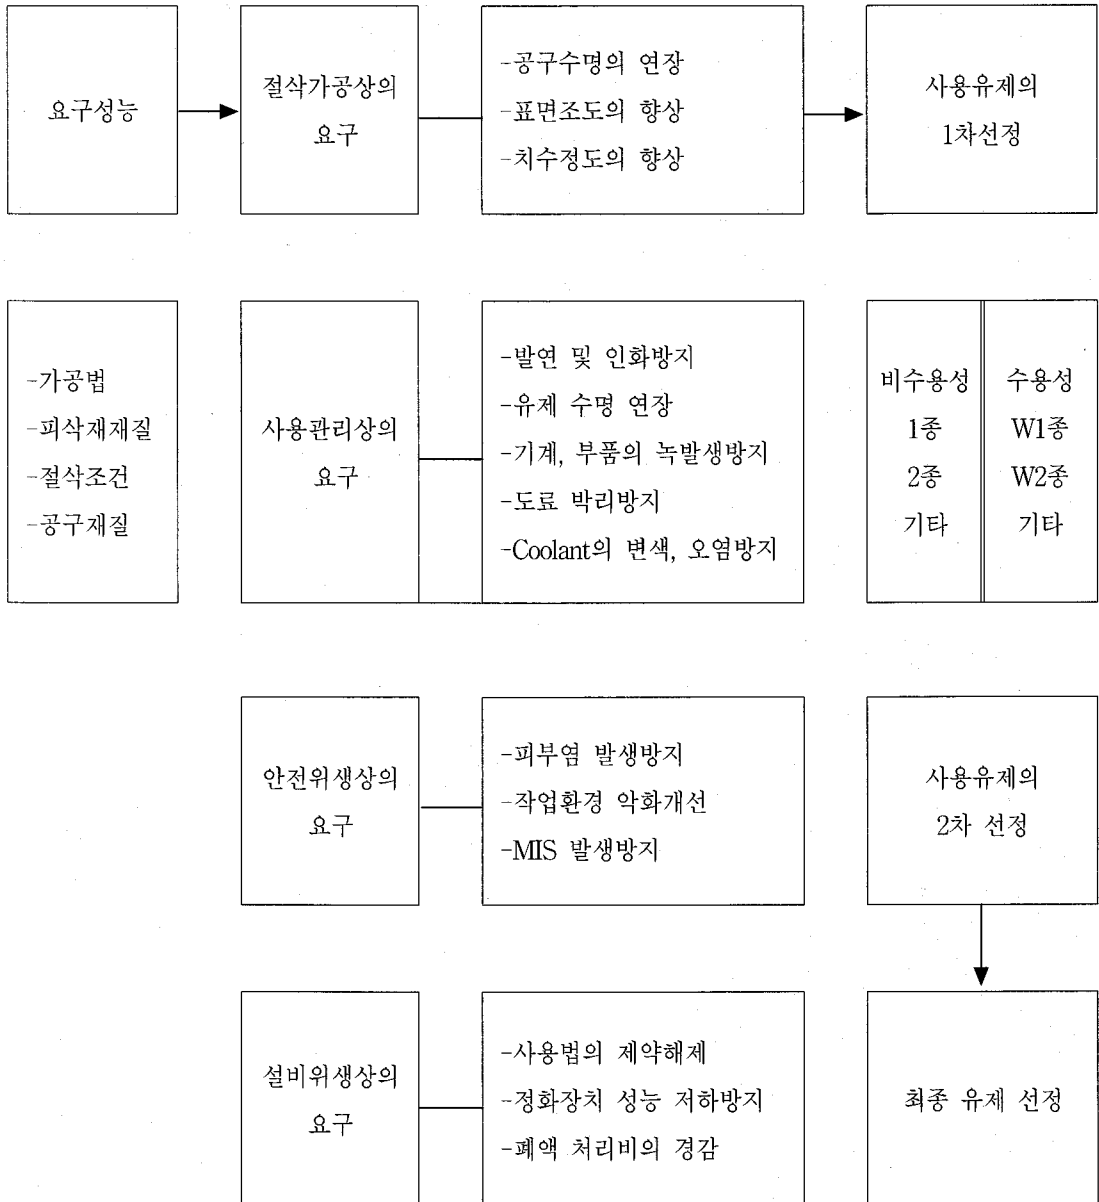 요구성능
절삭가공상의
요구
-공구수명의 연장
-표면조도의 향상
-치수정도의 향상
사용유제의
1차선정
-가공법
-피삭재재질
-절삭조건
-공구재질
사용관리상의
요구
-발연 및 인화방지
-유제 수명 연장
-기계, 부품의 녹발생방지
-도료 박리방지
-Coolant의 변색, 오염방지
비수용성
1종
2종
기타
수용성
W1종
W2종
기타
안전위생상의
요구
-피부염 발생방지
-작업환경 악화개선
-MIS 발생방지
사용유제의
2차 선정
설비위생상의
요구
-사용법의 제약해제
-정화장치 성능 저하방지
-폐액 처리비의 경감
최종 유제 선정